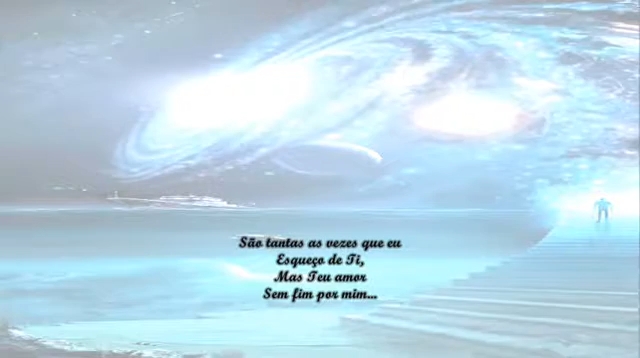 São tantas as vezes que eu
Esqueço de Ti,
Mas Teu amor
Sem fim por mim...